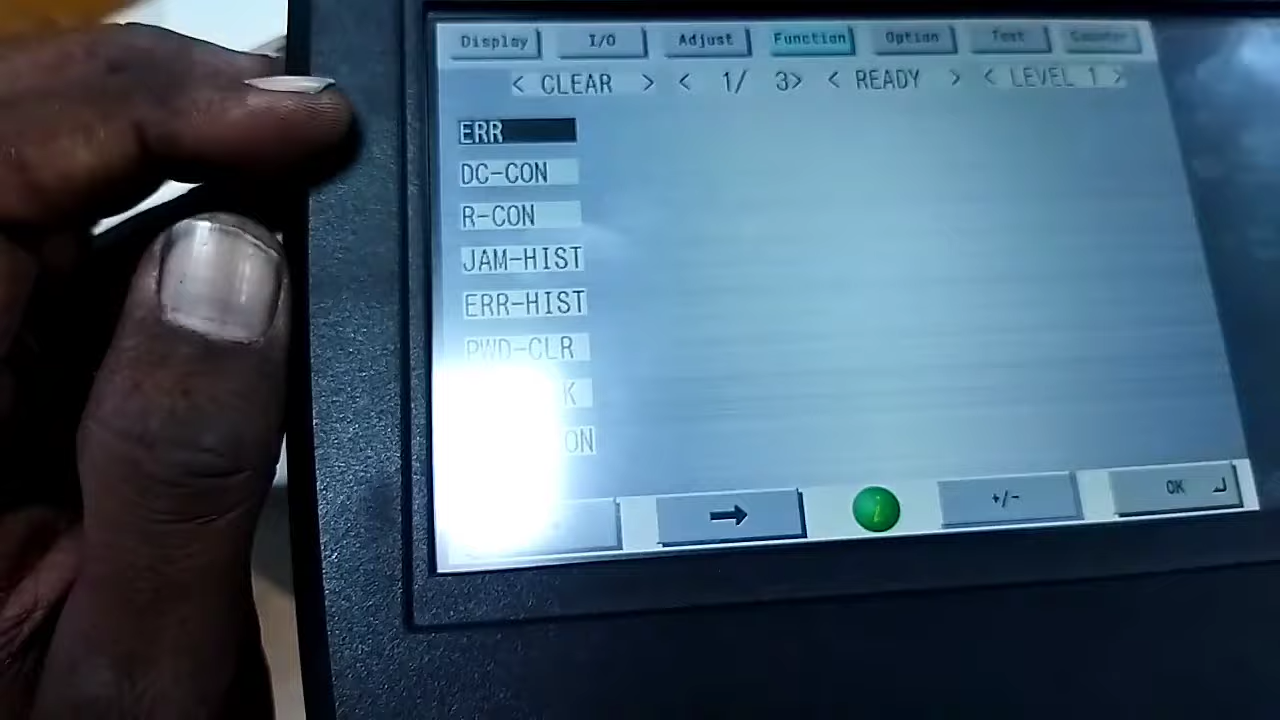 Display I/O Adjust Function Option Test Counter
< CLEAR > < 1/ 3> < READY > < LEVEL 1 >
ERR
DC-CON
R-CON
JAM-HIST
ERR-HIST
PWD-CLR
K
ON
+/- OK